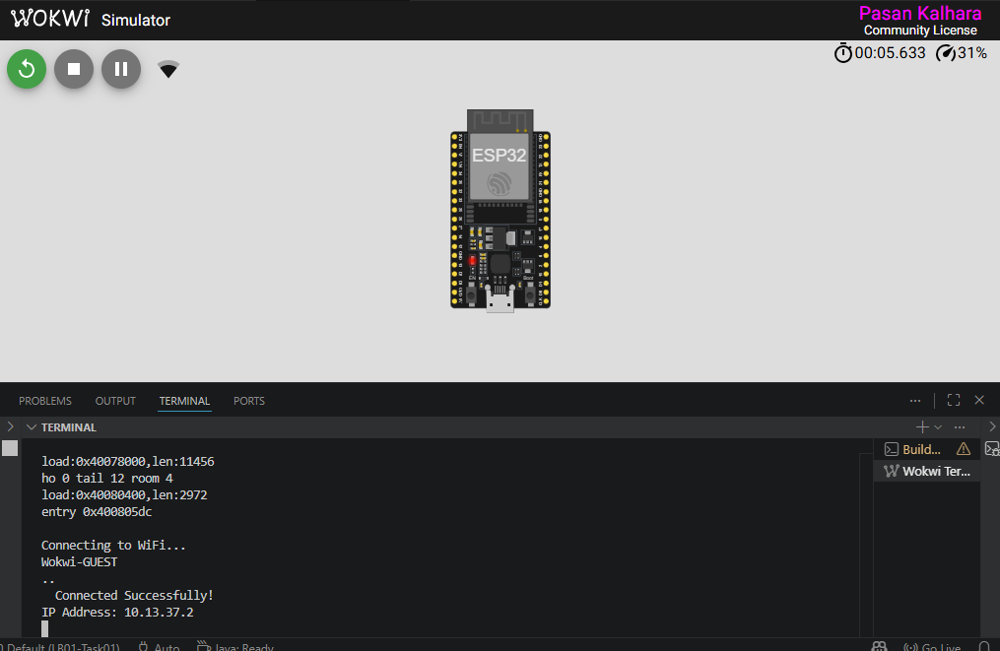 WOKWI Simulator
Pasan Kalhara
Community License
00:05.633 31%
ESP32
PROBLEMS OUTPUT TERMINAL PORTS
TERMINAL
load:0x40078000,len:11456
ho 0 tail 12 room 4
load:0x40080400,len:2972
entry 0x400805dc
Connecting to WiFi...
Wokwi-GUEST
..
Connected Successfully!
IP Address: 10.13.37.2
Build...
Wokwi Ter...
Default (LB01-Task01) Auto Java: Ready Go Live